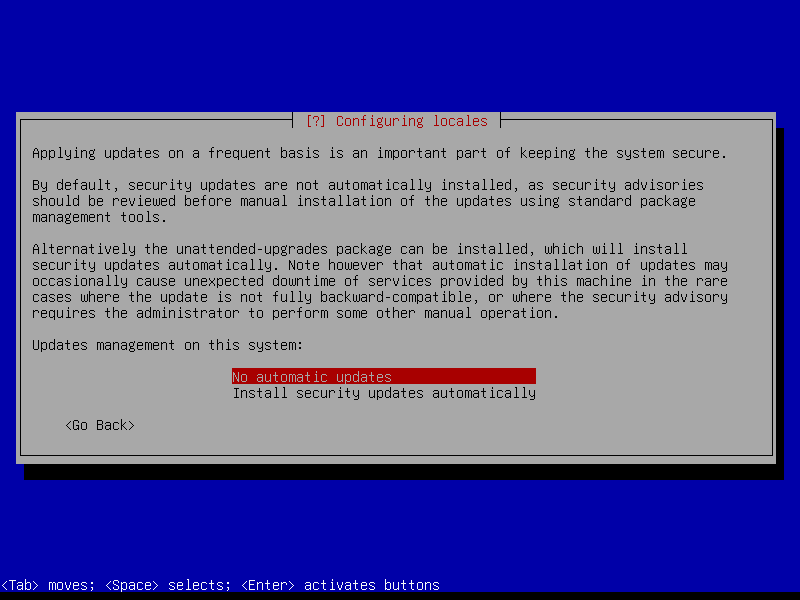 [?] Configuring locales
Applying updates on a frequent basis is an important part of keeping the system secure.
By default, security updates are not automatically installed, as security advisories
should be reviewed before manual installation of the updates using standard package
management tools.
Alternatively the unattended-upgrades package can be installed, which will install
security updates automatically. Note however that automatic installation of updates may
occasionally cause unexpected downtime of services provided by this machine in the rare
cases where the update is not fully backward-compatible, or where the security advisory
requires the administrator to perform some other manual operation.
Updates management on this system:
No automatic updates
Install security updates automatically
<Go Back>
<Tab> moves; <Space> selects; <Enter> activates buttons